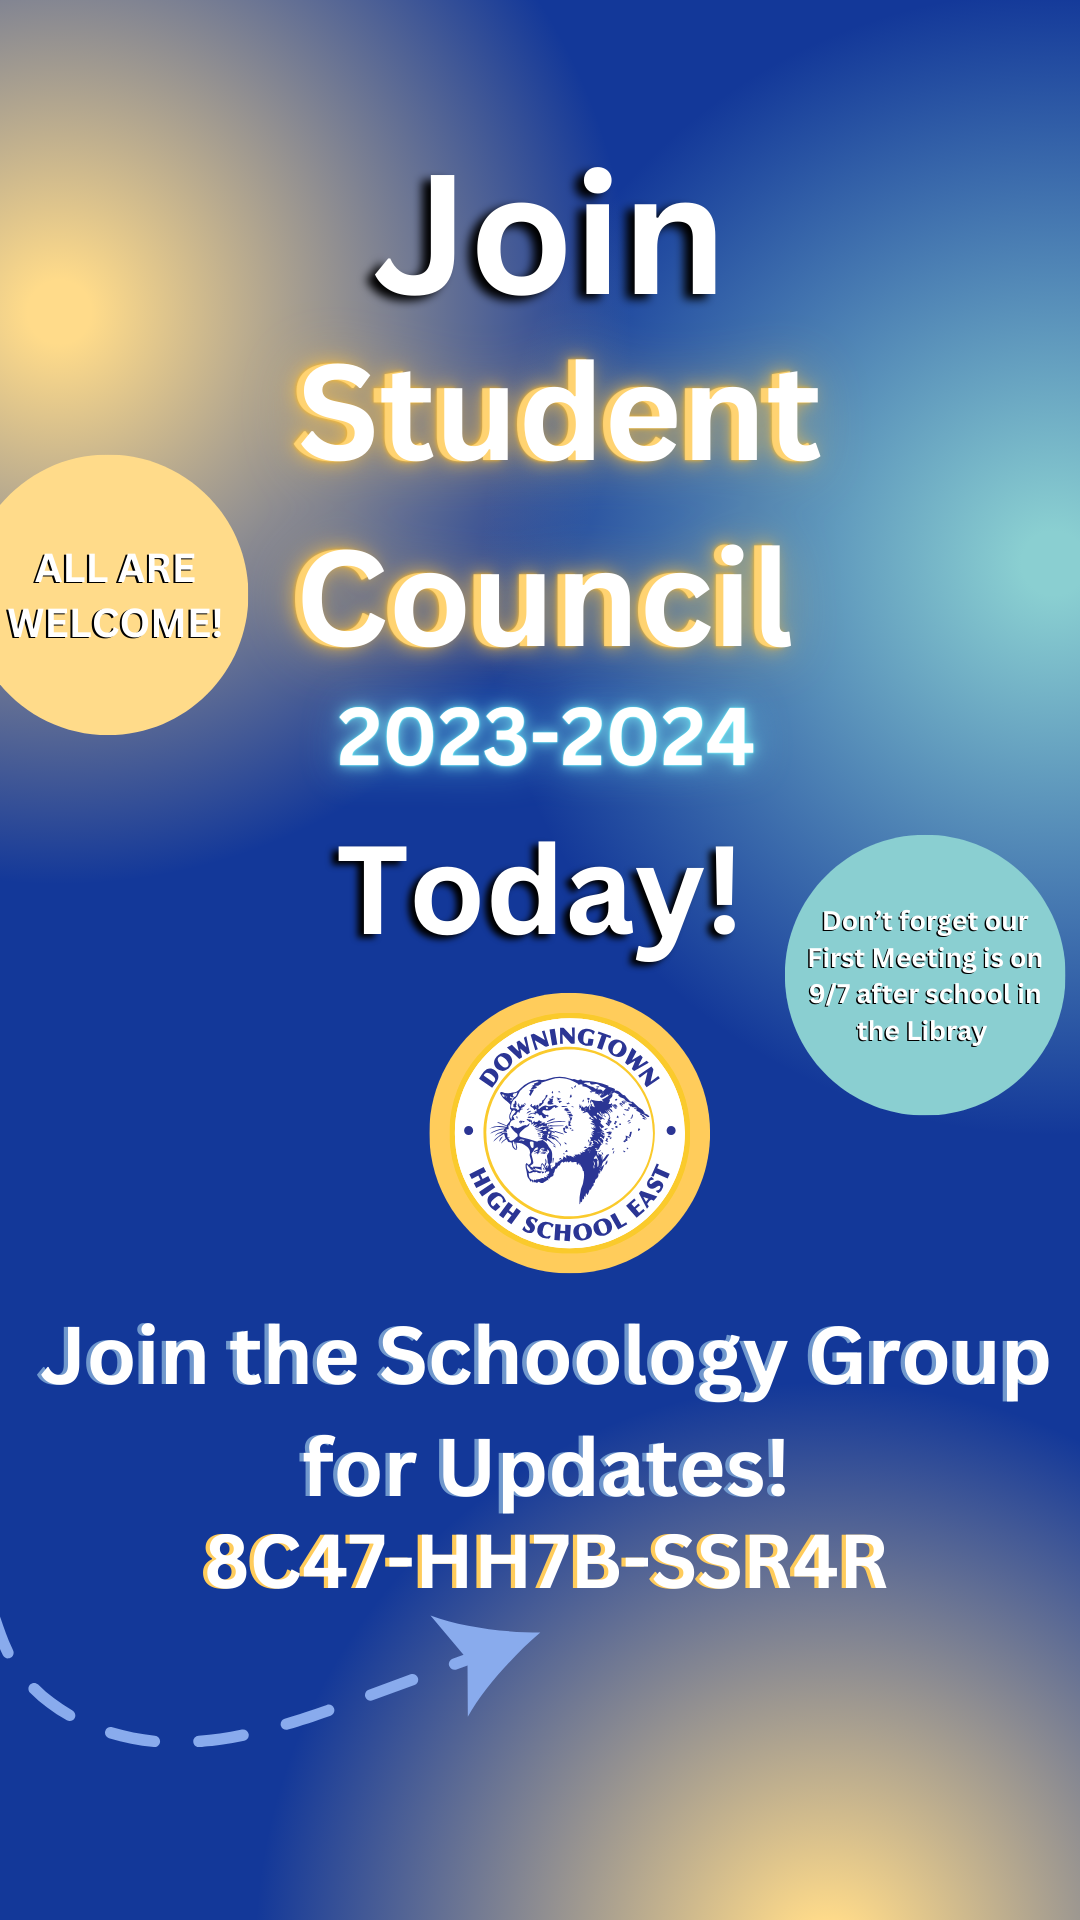 Join
Student
Council
ALL ARE
WELCOME!
2023-2024
Today!
Don't forget our
First Meeting is on
9/7 after school in
the Libray
DOWNINGTOWN
HIGH SCHOOL EAST
Join the Schoology Group
for Updates!
8C47-HH7B-SSR4R